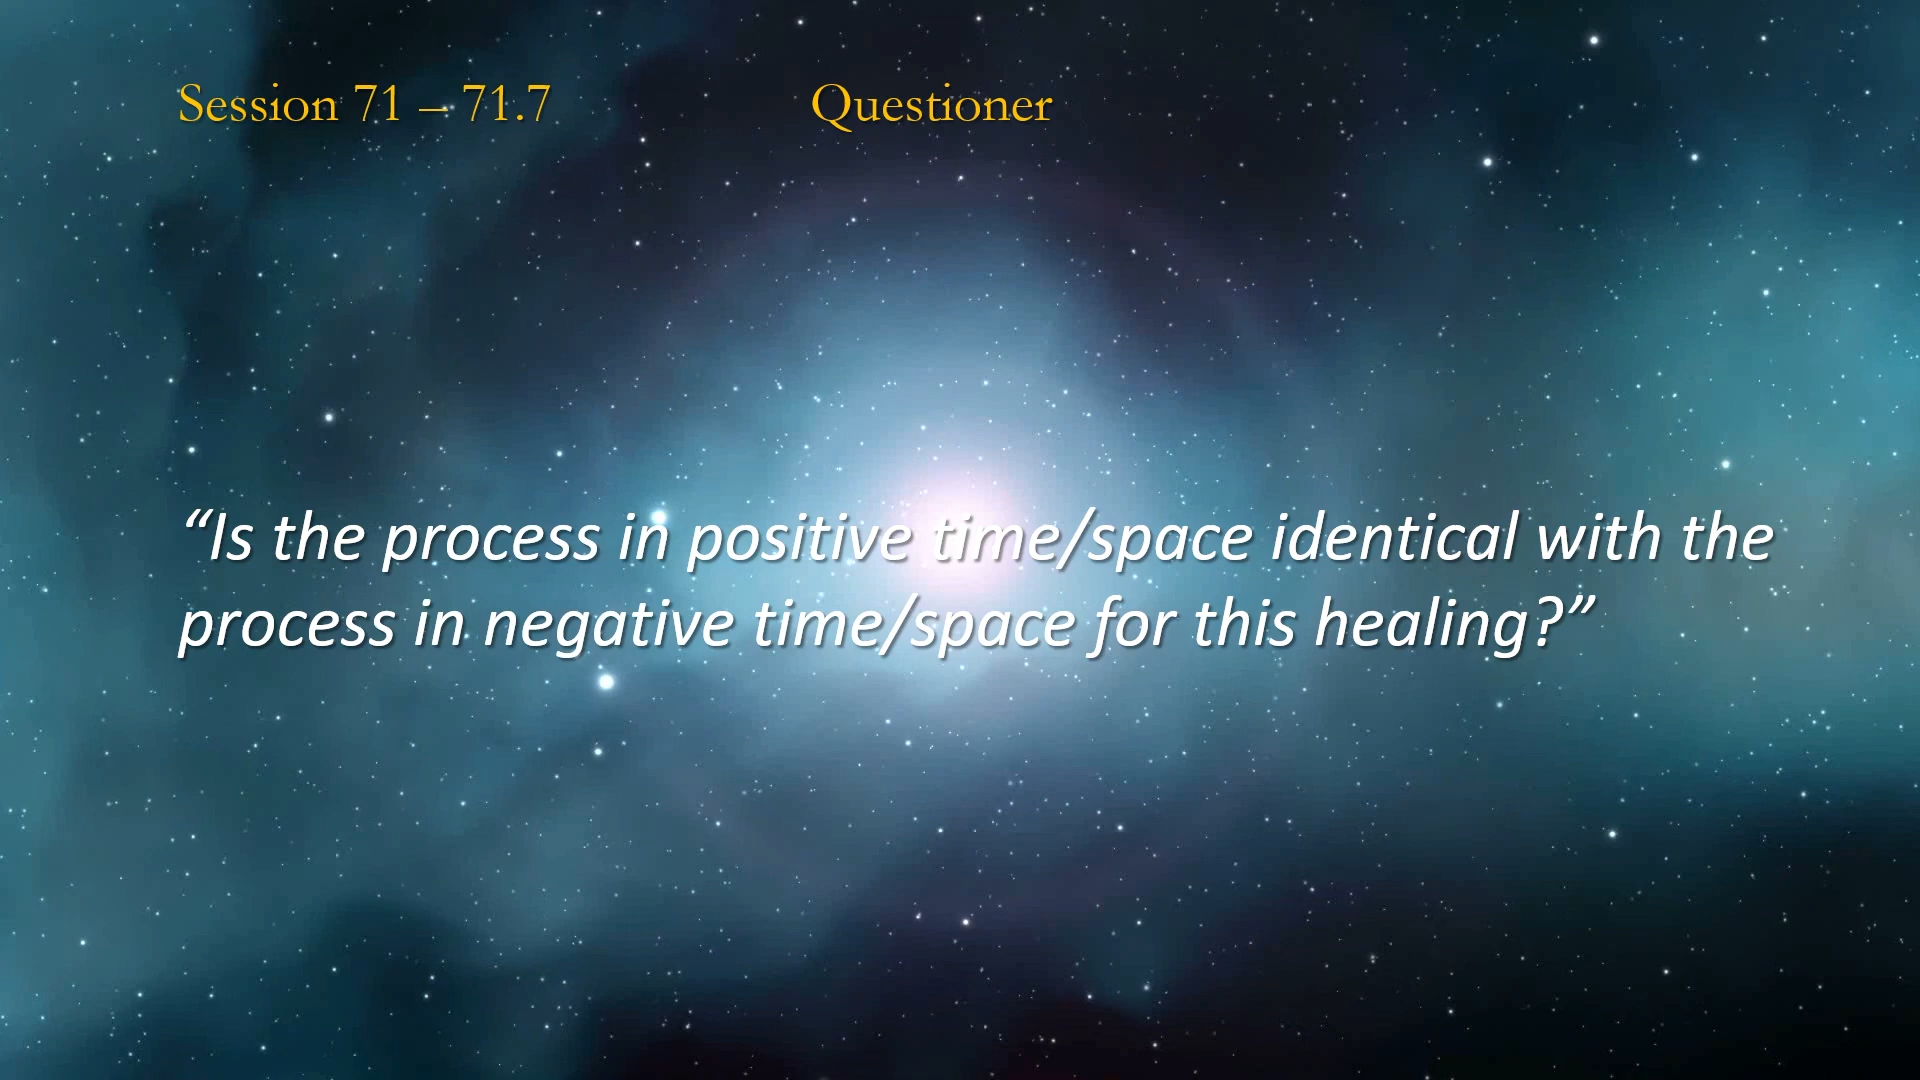 Session 71 – 71.7 Questioner
“Is the process in positive time/space identical with the
process in negative time/space for this healing?”